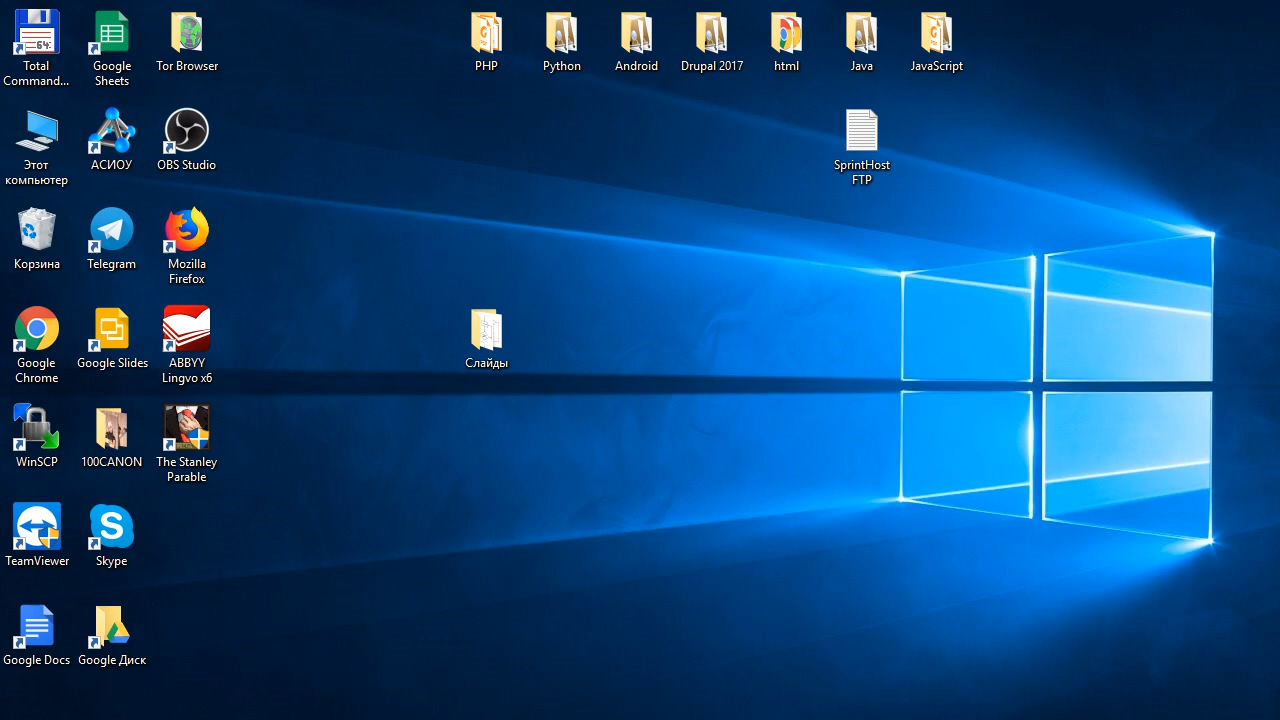 Total
Command...
Google
Sheets
Tor Browser
PHP
Python
Android
Drupal 2017
html
Java
JavaScript
Этот
компьютер
АСИОУ
OBS Studio
SprintHost
FTP
Корзина
Telegram
Mozilla
Firefox
Google
Chrome
Google Slides
ABBYY
Lingvo x6
Слайды
WinSCP
100CANON
The Stanley
Parable
TeamViewer
Skype
Google Docs
Google Диск
64